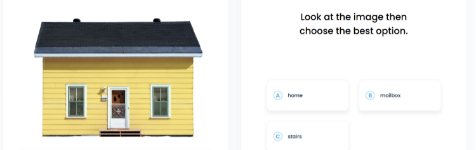 Look at the image then
choose the best option.
A home
B mailbox
C stairs